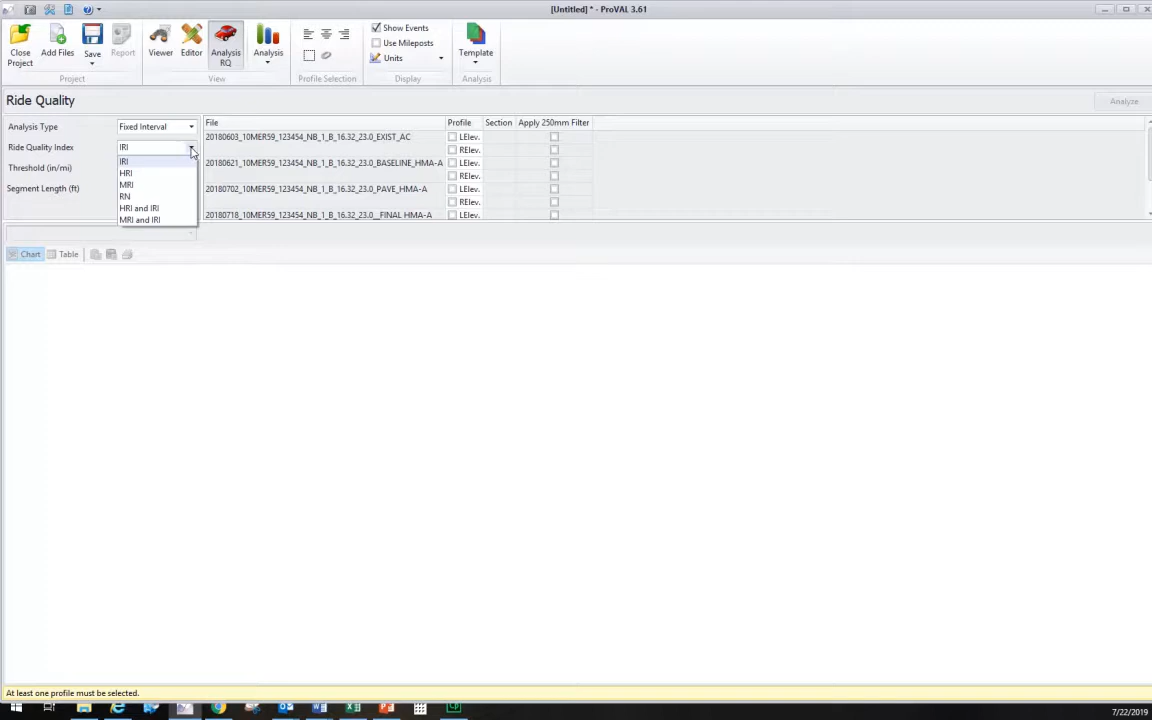 [Untitled] * - ProVAL 3.61
Close Project
Add Files
Save
Report
Viewer
Editor
Analysis RQ
Analysis
Show Events
Use Mileposts
Units
Template
Project
View
Profile Selection
Display
Analysis
Ride Quality
Analyze
Analysis Type
Fixed Interval
File
Profile
Section
Apply 250mm Filter
20180603_10MER59_123454_NB_1_B_16.32_23.0_EXIST_AC
LElev.
Ride Quality Index
IRI
RElev.
IRI
20180621_10MER59_123454_NB_1_B_16.32_23.0_BASELINE_HMA-A
LElev.
Threshold (in/mi)
HRI
RElev.
Segment Length (ft)
MRI
20180702_10MER59_123454_NB_1_B_16.32_23.0_PAVE_HMA-A
LElev.
RN
RElev.
HRI and IRI
20180718_10MER59_123454_NB_1_B_16.32_23.0__FINAL HMA-A
LElev.
MRI and IRI
Chart
Table
At least one profile must be selected.
7/22/2019